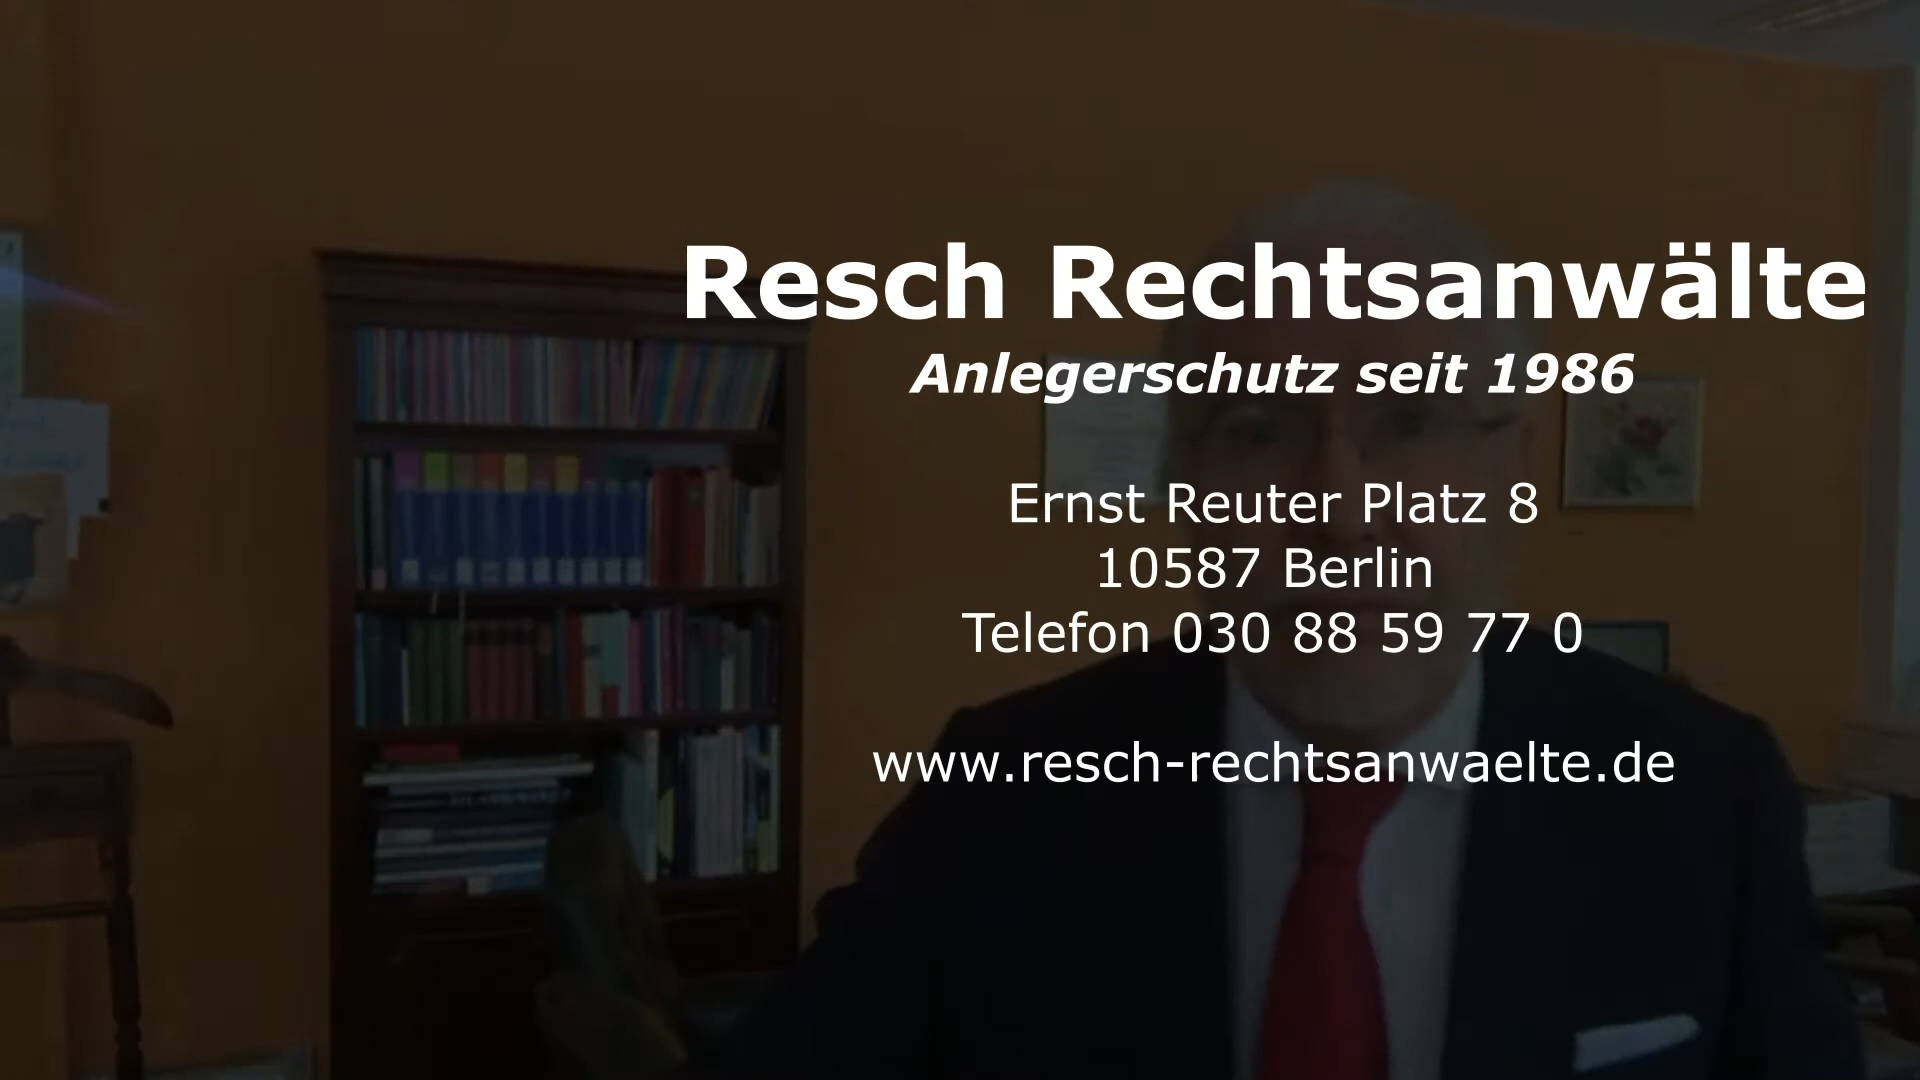 Resch Rechtsanwälte
Anlegerschutz seit 1986
Ernst Reuter Platz 8
10587 Berlin
Telefon 030 88 59 77 0
www.resch-rechtsanwaelte.de